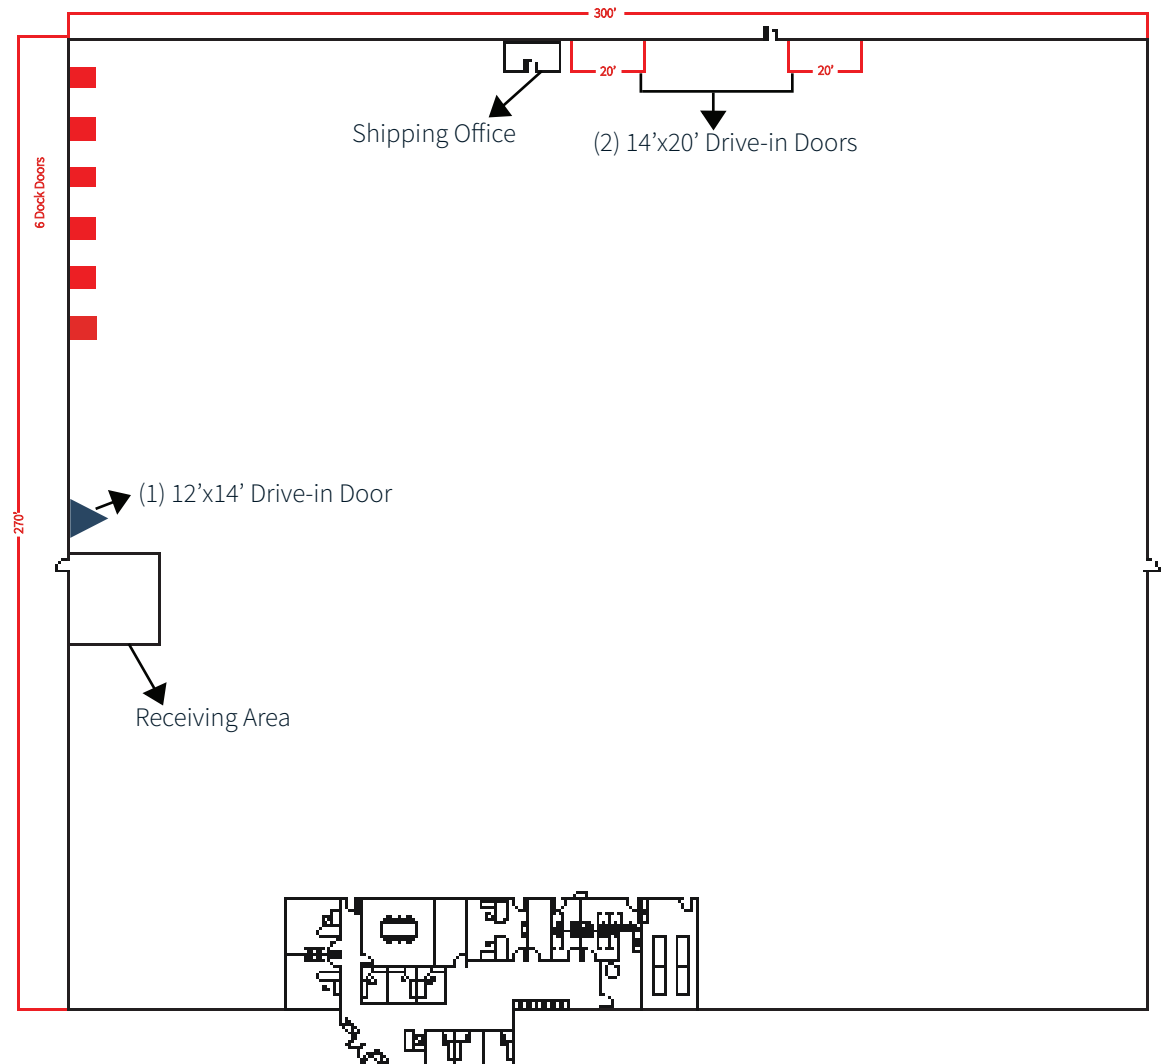 300’
20’
20’
Shipping Office
(2) 14’x20’ Drive-in Doors
6 Dock Doors
(1) 12’x14’ Drive-in Door
270’
Receiving Area